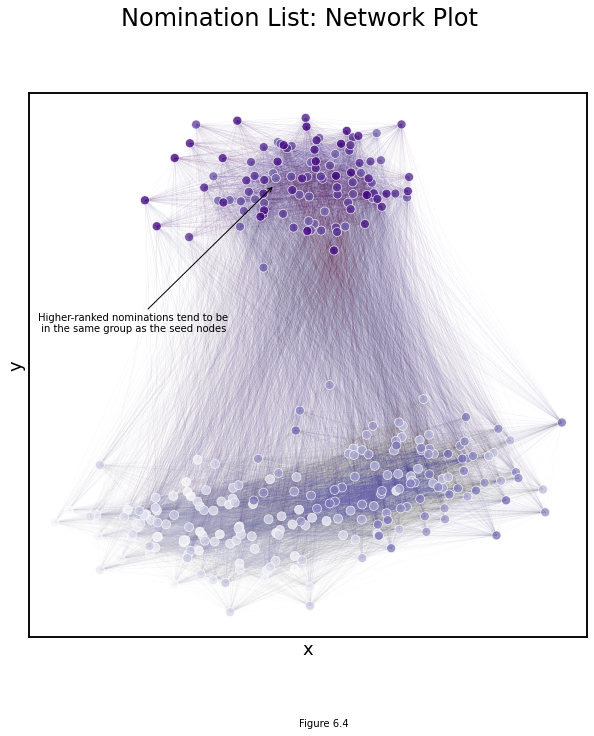 Nomination List: Network Plot
Higher-ranked nominations tend to be
in the same group as the seed nodes
y
x
Figure 6.4